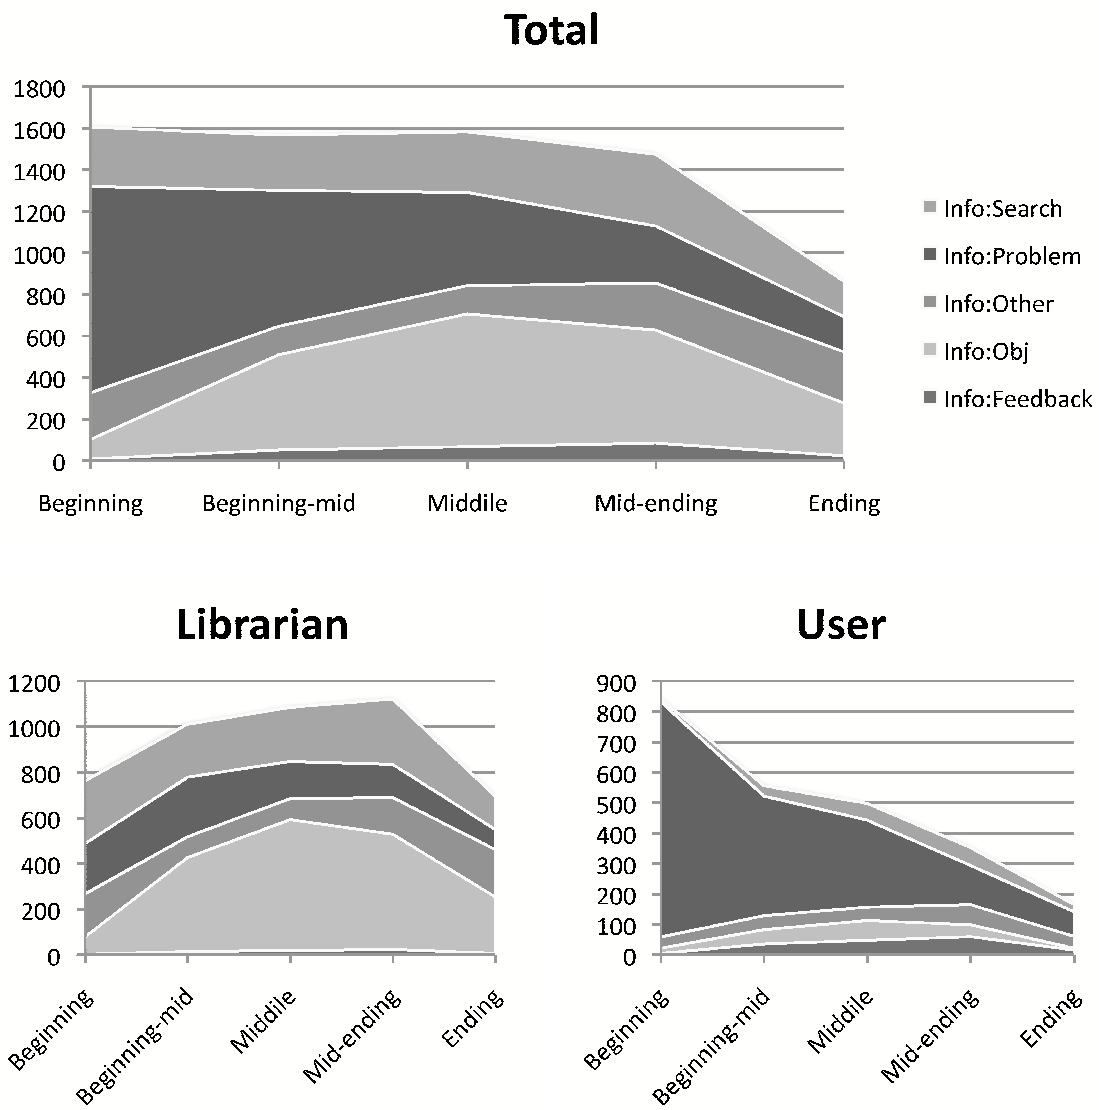 Total
1800
1600
1400
1200
1000
800
600
400
200
0
Beginning Beginning-mid Middile Mid-ending Ending
Info:Search
Info:Problem
Info:Other
Info:Obj
Info:Feedback
Librarian
1200
1000
800
600
400
200
0
Beginning
Beginning-mid
Middile
Mid-ending
Ending
User
900
800
700
600
500
400
300
200
100
0
Beginning
Beginning-mid
Middile
Mid-ending
Ending